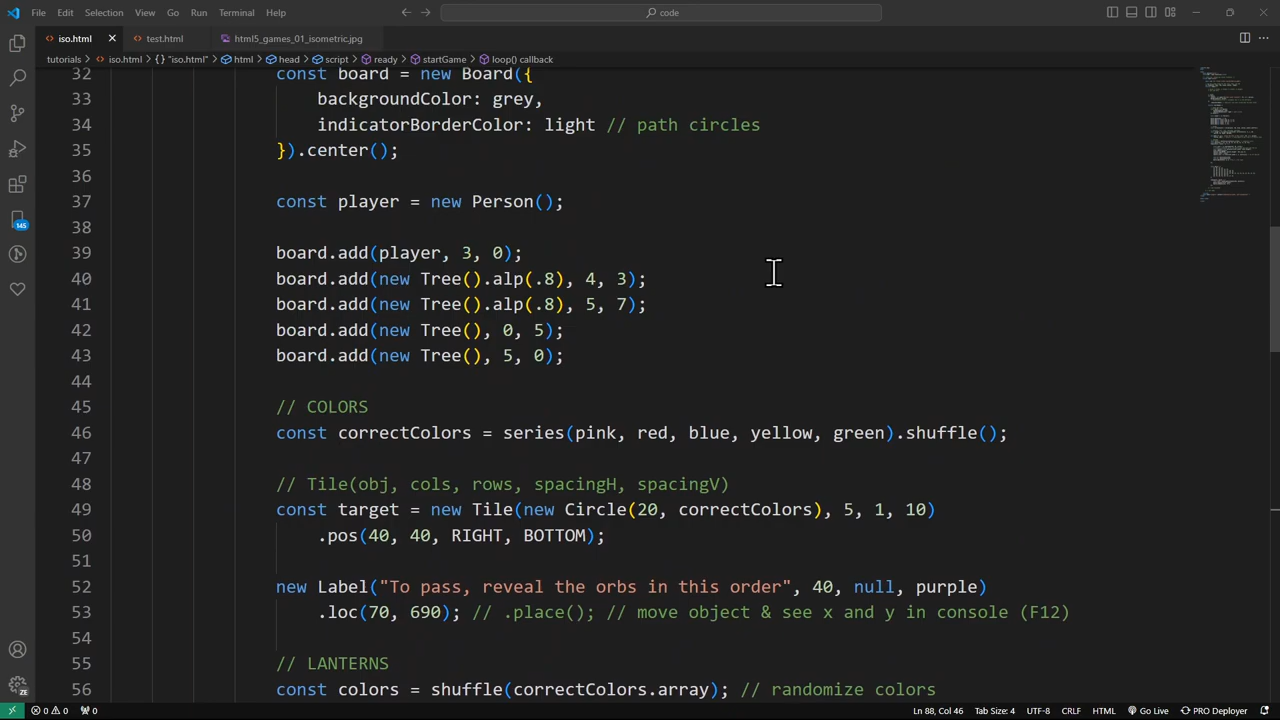 File Edit Selection View Go Run Terminal Help
code
iso.html
test.html
html5_games_01_isometric.jpg
tutorials > iso.html > {} "iso.html" > html > head > script > ready > startGame > loop() callback
32 const board = new Board({
33 backgroundColor: grey,
34 indicatorBorderColor: light // path circles
35 }).center();
36
37 const player = new Person();
38
39 board.add(player, 3, 0);
40 board.add(new Tree().alp(.8), 4, 3);
41 board.add(new Tree().alp(.8), 5, 7);
42 board.add(new Tree(), 0, 5);
43 board.add(new Tree(), 5, 0);
44
45 // COLORS
46 const correctColors = series(pink, red, blue, yellow, green).shuffle();
47
48 // Tile(obj, cols, rows, spacingH, spacingV)
49 const target = new Tile(new Circle(20, correctColors), 5, 1, 10)
50 .pos(40, 40, RIGHT, BOTTOM);
51
52 new Label("To pass, reveal the orbs in this order", 40, null, purple)
53 .loc(70, 690); // .place(); // move object & see x and y in console (F12)
54
55 // LANTERNS
56 const colors = shuffle(correctColors.array); // randomize colors
145
ZE
0 0 0 Ln 88, Col 46 Tab Size: 4 UTF-8 CRLF HTML Go Live PRO Deployer